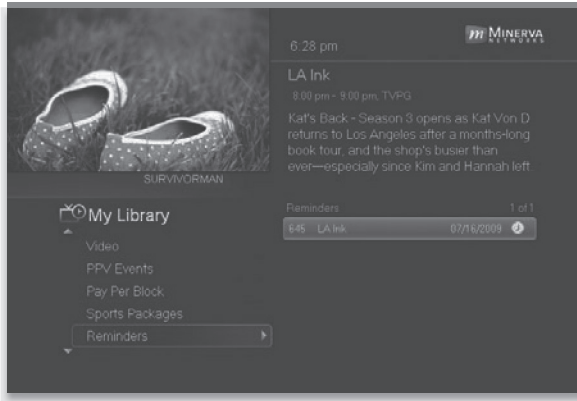 6:28 pm
m MINERVA
NETWORKS
LA Ink
8:00 pm - 9:00 pm, TVPG
Kat's Back - Season 3 opens as Kat Von D
returns to Los Angeles after a months-long
book tour, and the shop's busier than
ever—especially since Kim and Hannah left
SURVIVORMAN
My Library
Video
PPV Events
Pay Per Block
Sports Packages
Reminders
Reminders 1 of 1
645 LA Ink 07/16/2009